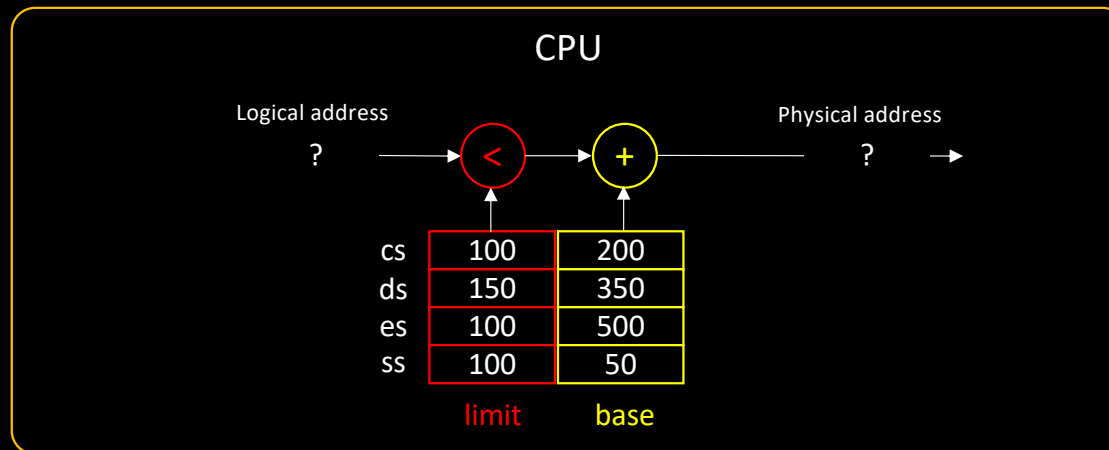 CPU
Logical address
Physical address
? < + ?
cs 100 200
ds 150 350
es 100 500
ss 100 50
limit base